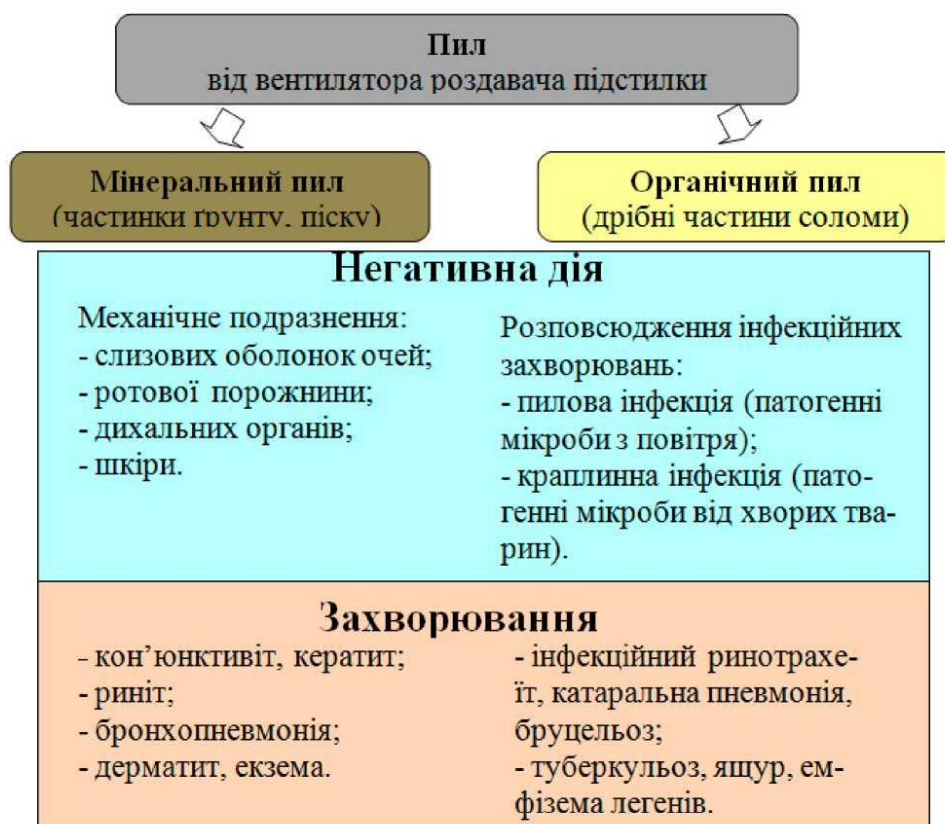 Пил
від вентилятора роздавача підстилки
Мінеральний пил
(частинки ґрунту, піску)
Органічний пил
(дрібні частини соломи)
Негативна дія
Механічне подразнення:
- слизових оболонок очей;
- ротової порожнини;
- дихальних органів;
- шкіри.
Розповсюдження інфекційних
захворювань:
- пилова інфекція (патогенні
мікроби з повітря);
- краплинна інфекція (пато-
генні мікроби від хворих тва-
рин).
Захворювання
- кон’юнктивіт, кератит;
- риніт;
- бронхопневмонія;
- дерматит, екзема.
- інфекційний ринотрахе-
їт, катаральна пневмонія,
бруцельоз;
- туберкульоз, ящур, ем-
фізема легенів.